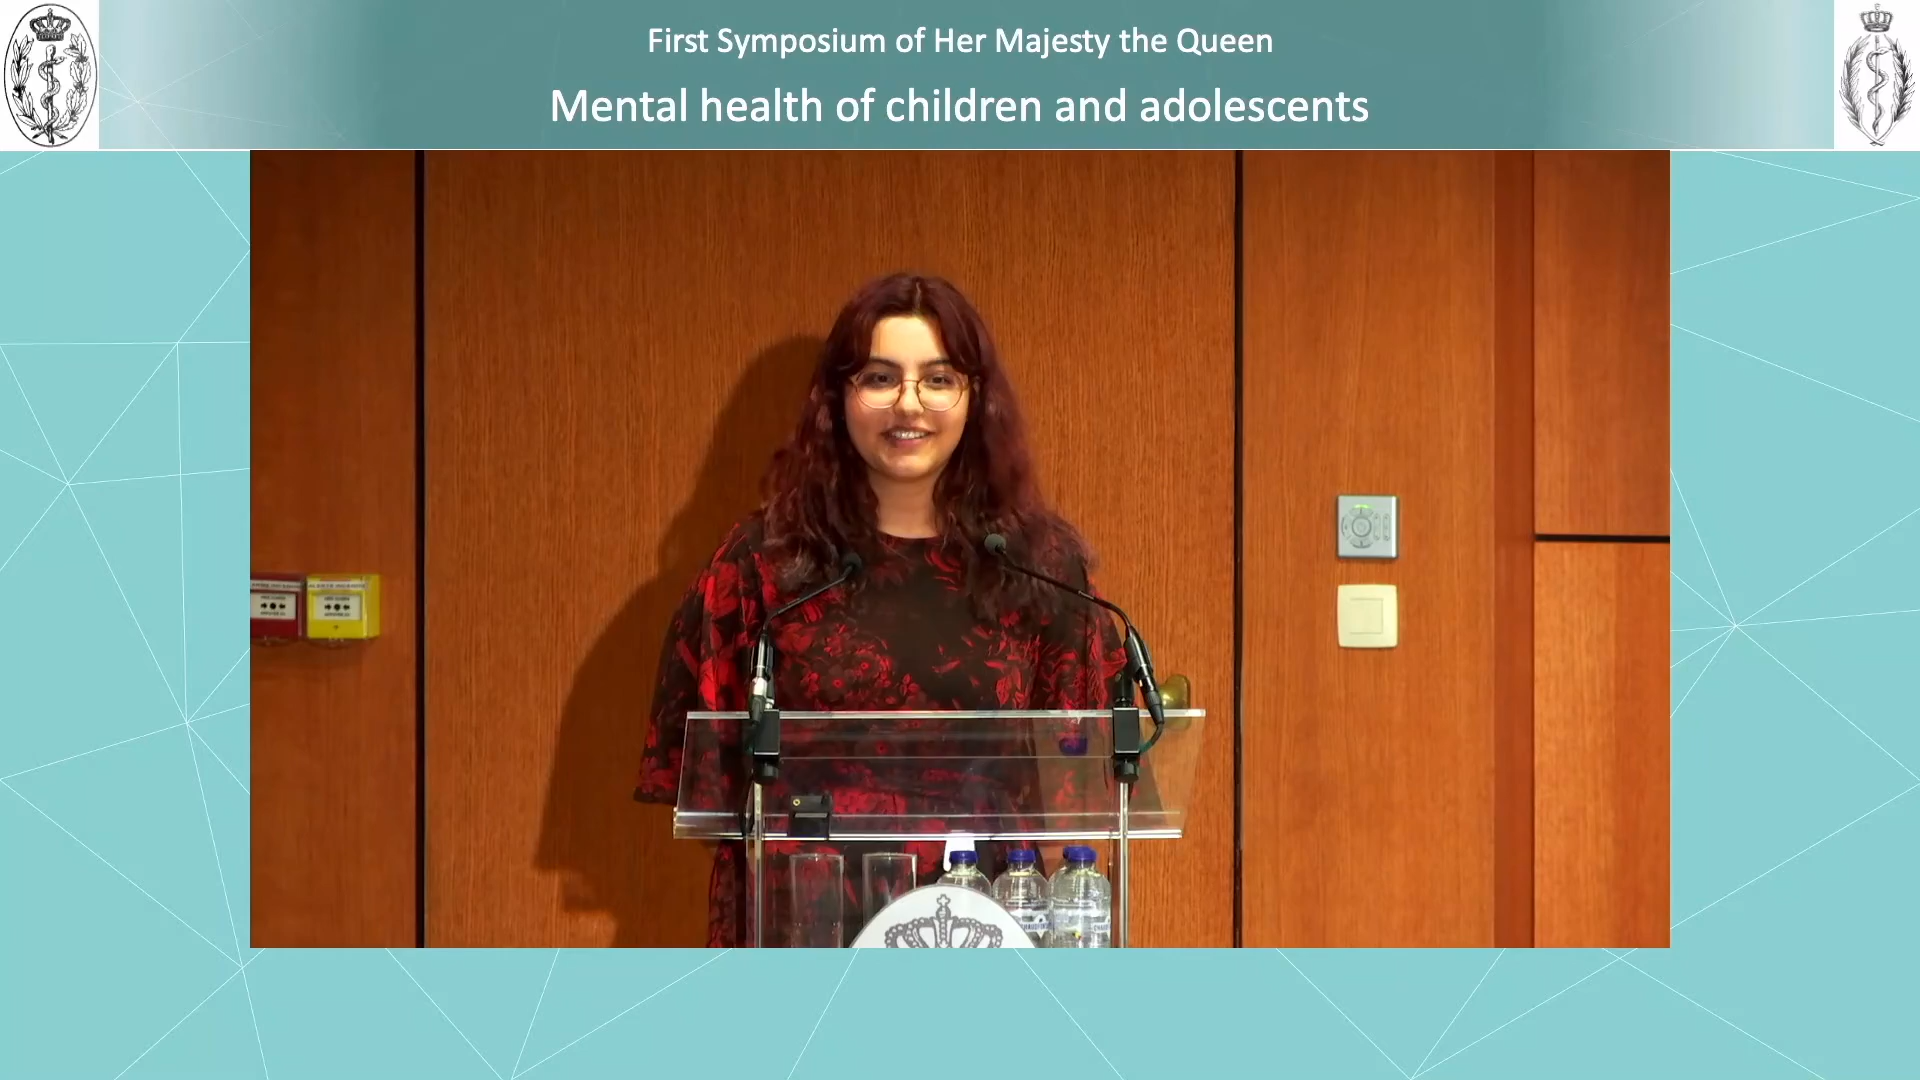 First Symposium of Her Majesty the Queen
Mental health of children and adolescents